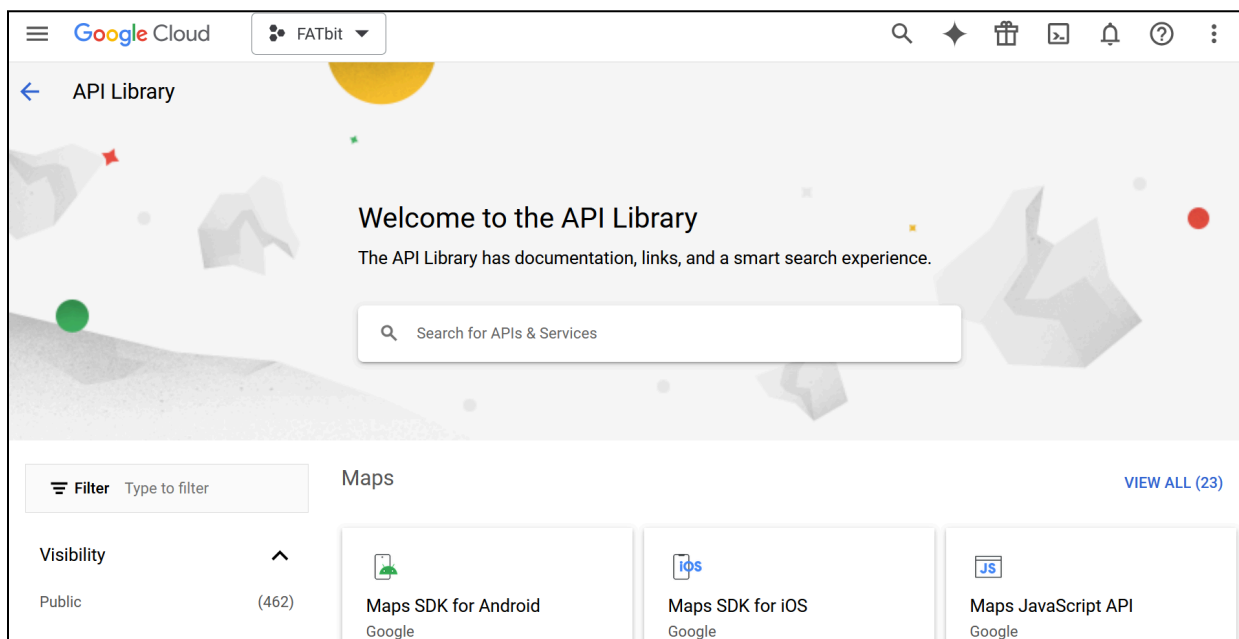 Google Cloud FATbit
API Library
Welcome to the API Library
The API Library has documentation, links, and a smart search experience.
Search for APIs & Services
Filter Type to filter
Maps
VIEW ALL (23)
Visibility
Public (462)
iOS
JS
Maps SDK for Android
Google
Maps SDK for iOS
Google
Maps JavaScript API
Google